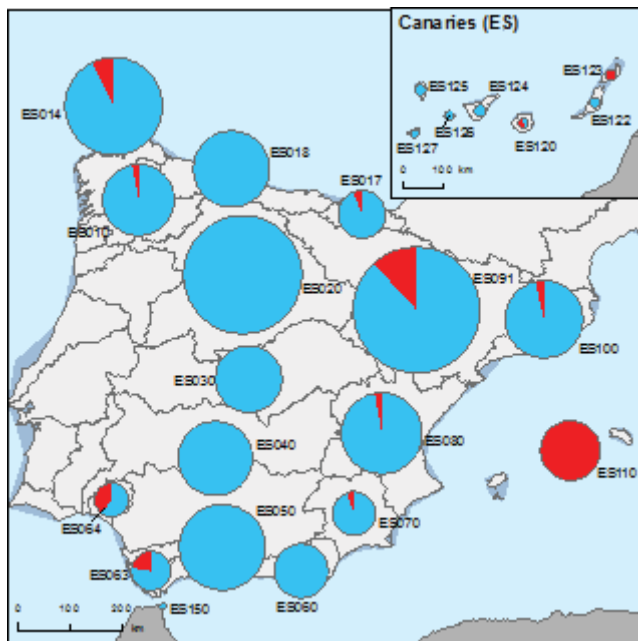 Canaries (ES)
ES123
ES125
ES124
ES126
ES122
ES127
ES120
0 100 km
ES014
ES018
ES017
ES010
ES020
ES091
ES100
ES030
ES080
ES040
ES110
ES050
ES064
ES070
ES063
ES060
ES150
0 100 200
km